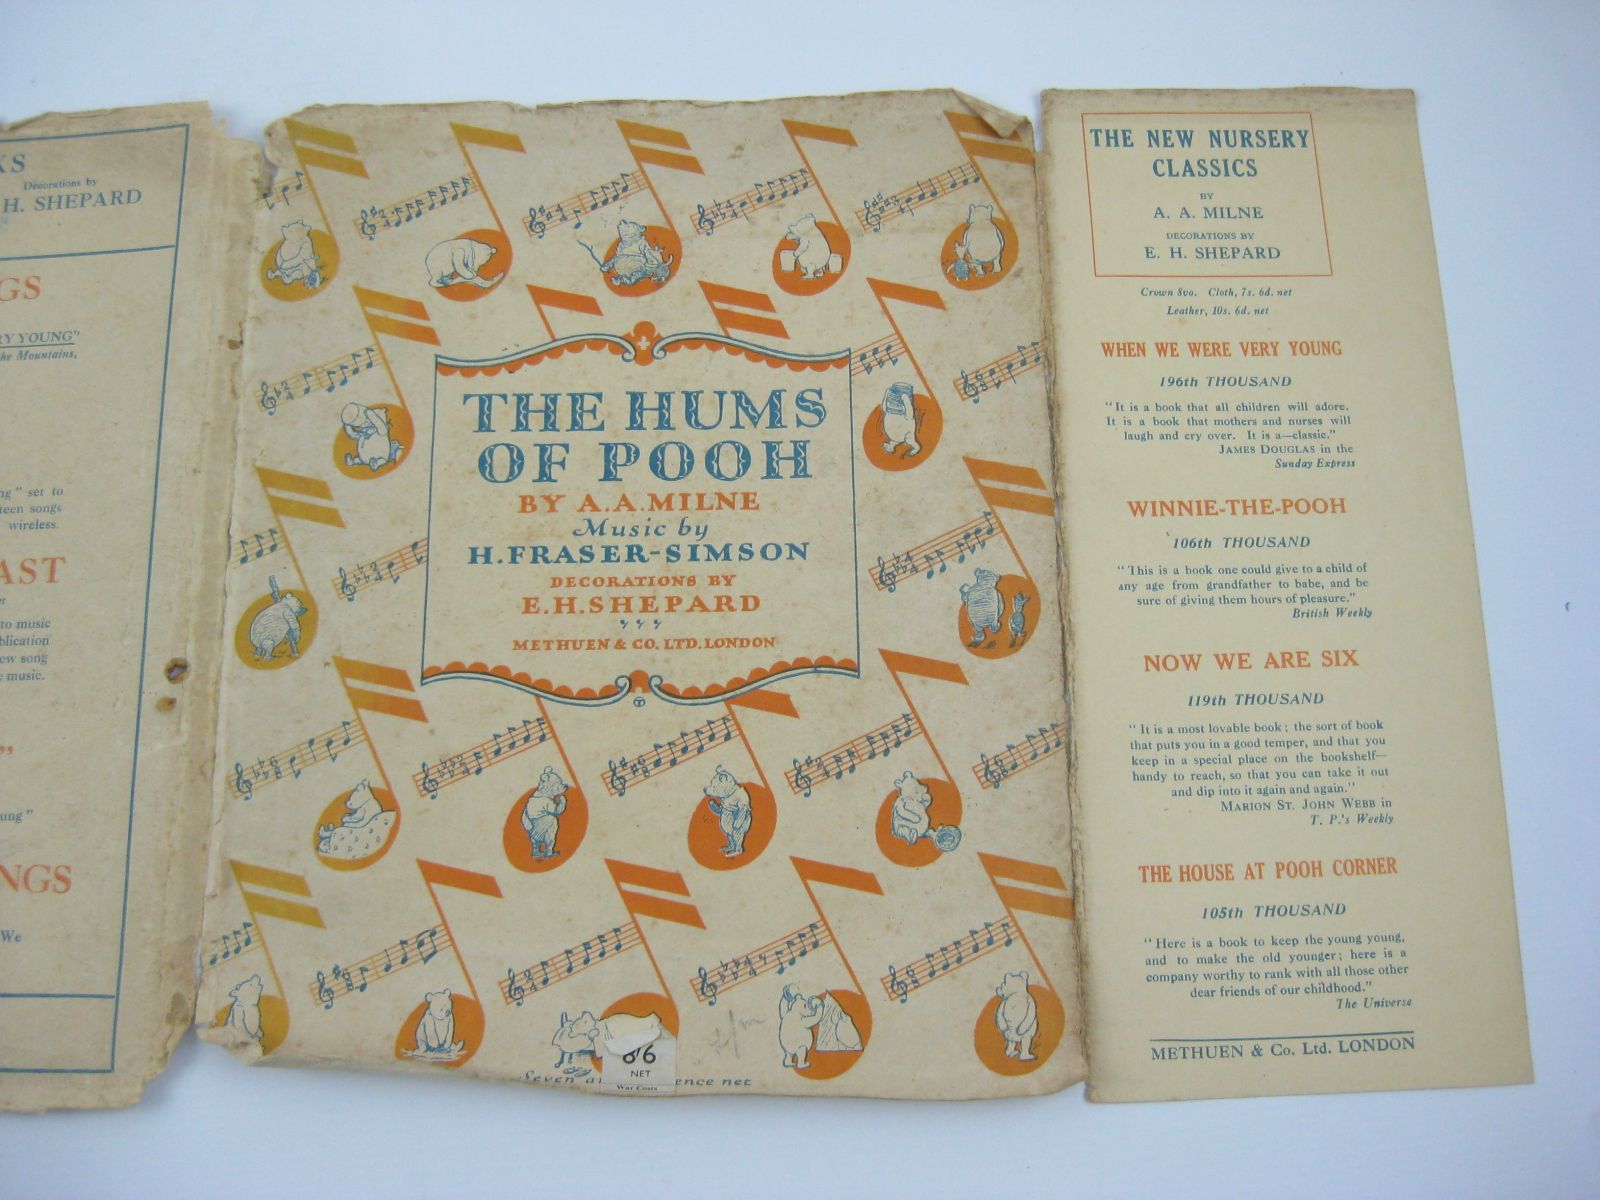 KS
Decorations by
H. SHEPARD
GS
RY YOUNG"
the Mountains,
ng" set to
teen songs
wireless.
AST
er
to music
blication
ew song
e music.
"
ung"
NGS
We
THE HUMS
OF POOH
BY A. A. MILNE
Music by
H. FRASER-SIMSON
DECORATIONS BY
E. H. SHEPARD
METHUEN & CO. LTD. LONDON
8/6
NET
War Costs
Seven a
ence net
THE NEW NURSERY
CLASSICS
BY
A. A. MILNE
DECORATIONS BY
E. H. SHEPARD
Crown 8vo. Cloth, 7s. 6d. net
Leather, 10s. 6d. net
WHEN WE WERE VERY YOUNG
196th THOUSAND
"It is a book that all children will adore.
It is a book that mothers and nurses will
laugh and cry over. It is a—classic."
JAMES DOUGLAS in the
Sunday Express
WINNIE-THE-POOH
106th THOUSAND
"This is a book one could give to a child of
any age from grandfather to babe, and be
sure of giving them hours of pleasure."
British Weekly
NOW WE ARE SIX
119th THOUSAND
"It is a most lovable book; the sort of book
that puts you in a good temper, and that you
keep in a special place on the bookshelf—
handy to reach, so that you can take it out
and dip into it again and again."
MARION ST. JOHN WEBB in
T. P.'s Weekly
THE HOUSE AT POOH CORNER
105th THOUSAND
"Here is a book to keep the young young,
and to make the old younger; here is a
company worthy to rank with all those other
dear friends of our childhood."
The Universe
METHUEN & Co. Ltd. LONDON